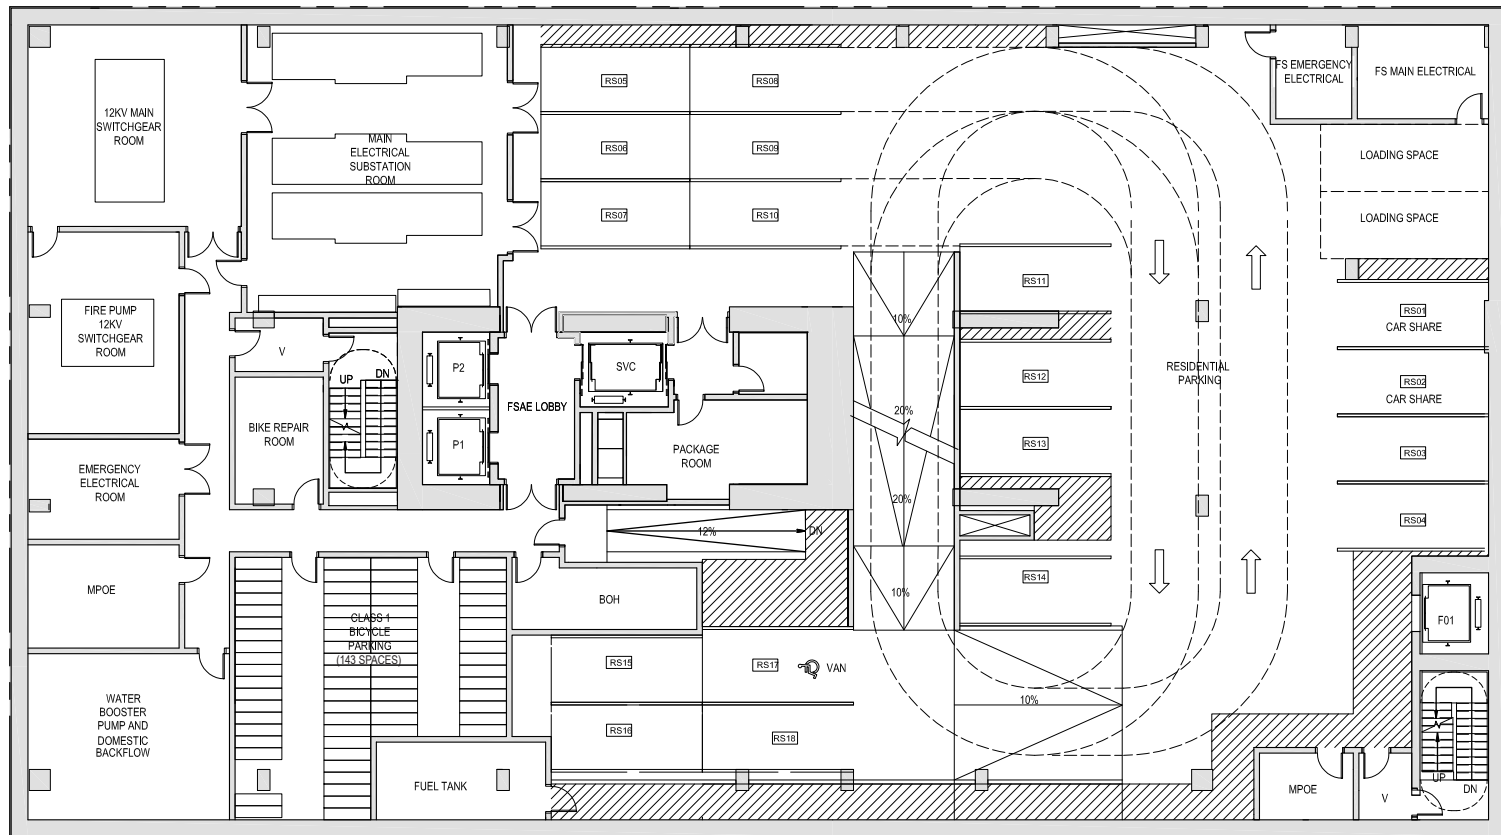 12KV MAIN
SWITCHGEAR
ROOM
MAIN
ELECTRICAL
SUBSTATION
ROOM
RS05
RS08
RS06
RS09
RS07
RS10
FS EMERGENCY
ELECTRICAL
FS MAIN ELECTRICAL
LOADING SPACE
LOADING SPACE
FIRE PUMP
12KV
SWITCHGEAR
ROOM
V
UP
DN
P2
P1
FSAE LOBBY
SVC
PACKAGE
ROOM
BIKE REPAIR
ROOM
EMERGENCY
ELECTRICAL
ROOM
10%
20%
20%
10%
RS11
RS12
RS13
RS14
RESIDENTIAL
PARKING
RS01
CAR SHARE
RS02
CAR SHARE
RS03
RS04
12%
DN
MPOE
CLASS 1
BICYCLE
PARKING
(143 SPACES)
BOH
RS15
RS17
VAN
RS16
RS18
10%
F01
WATER
BOOSTER
PUMP AND
DOMESTIC
BACKFLOW
FUEL TANK
MPOE
V
UP
DN